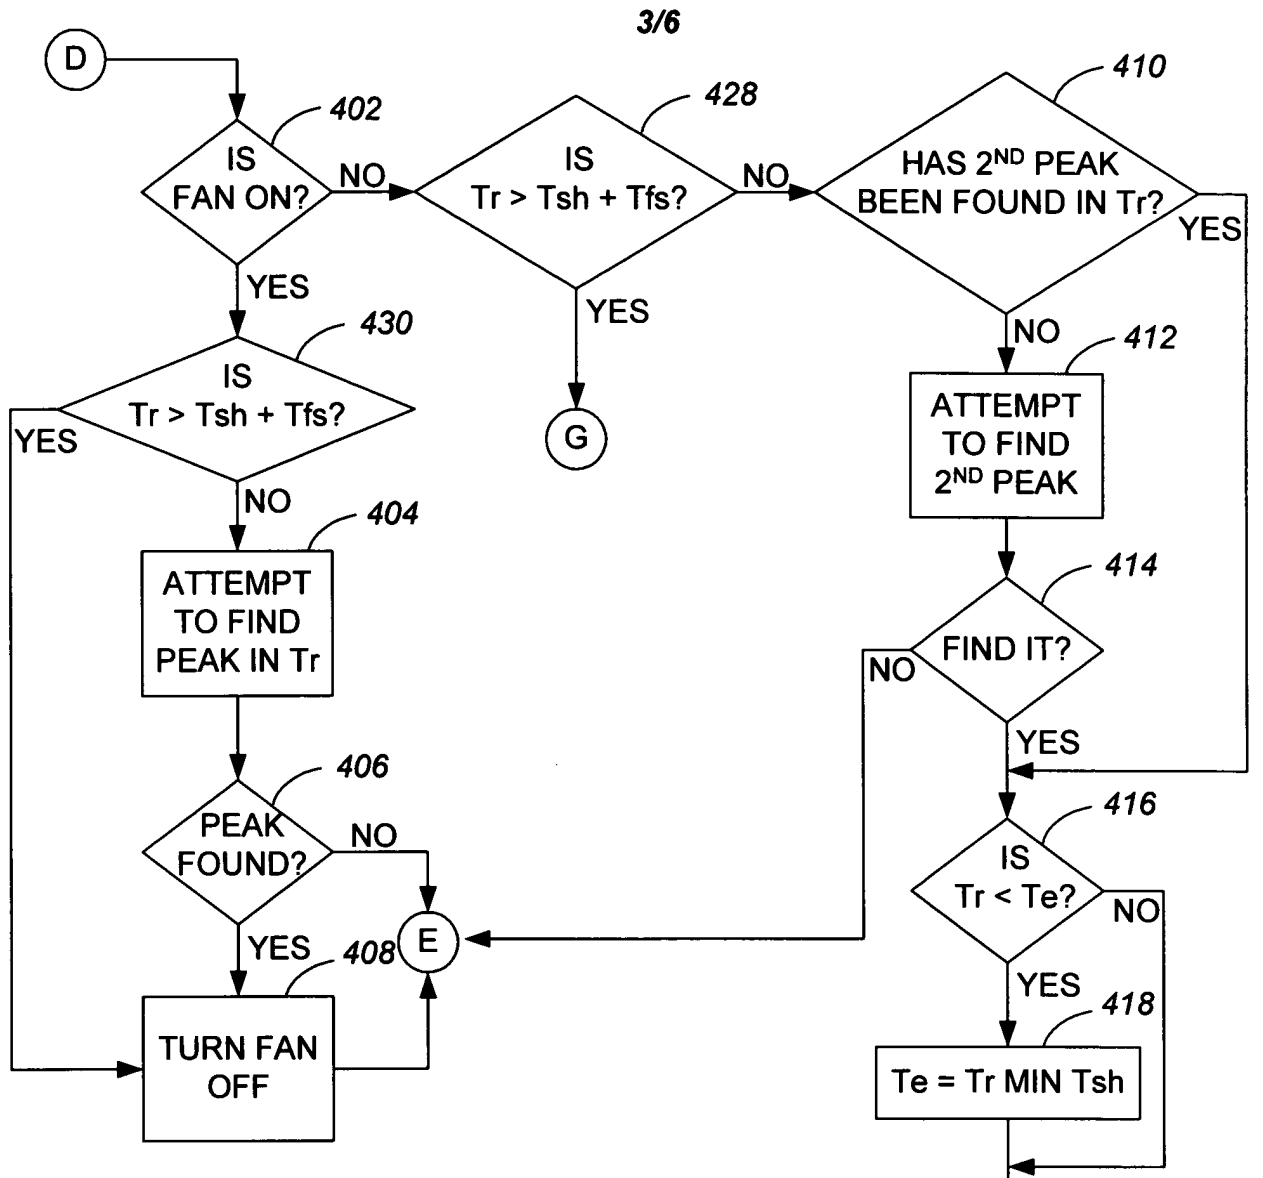 3/6
D
402
IS
FAN ON?
NO
YES
428
IS
Tr > Tsh + Tfs?
NO
YES
G
410
HAS 2ND PEAK
BEEN FOUND IN Tr?
YES
NO
430
IS
Tr > Tsh + Tfs?
YES
NO
412
ATTEMPT
TO FIND
2ND PEAK
404
ATTEMPT
TO FIND
PEAK IN Tr
414
FIND IT?
NO
YES
406
PEAK
FOUND?
NO
YES
E
408
TURN FAN
OFF
416
IS
Tr < Te?
NO
YES
418
Te = Tr MIN Tsh